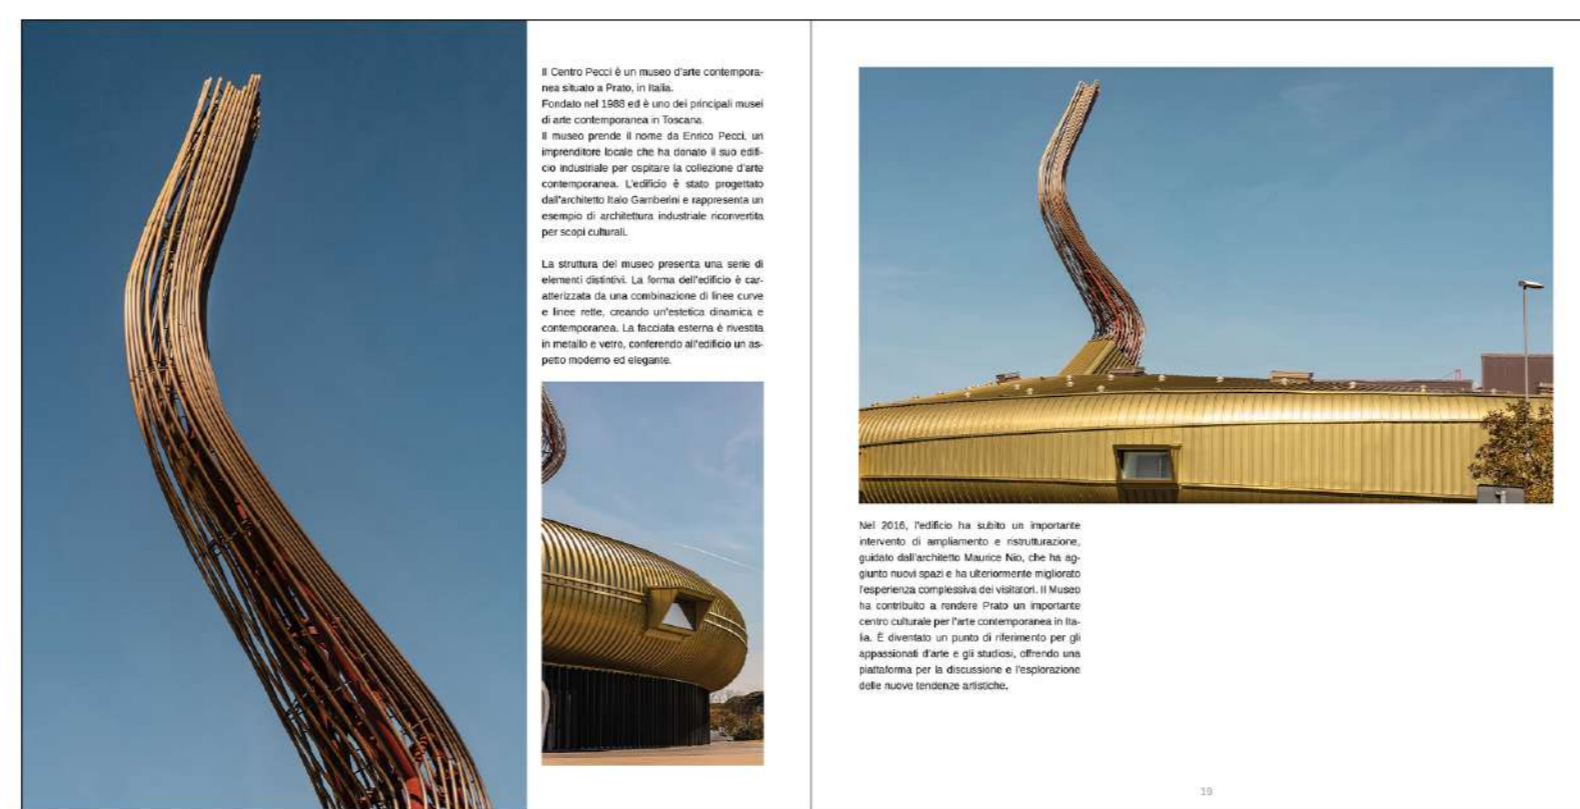 Il Centro Pecci è un museo d'arte contempora-
nea situato a Prato, in Italia.
Fondato nel 1988 ed è uno dei principali musei
di arte contemporanea in Toscana.
Il museo prende il nome da Enrico Pecci, un
imprenditore locale che ha donato il suo edifi-
cio industriale per ospitare la collezione d'arte
contemporanea. L'edificio è stato progettato
dall'architetto Italo Gamberini e rappresenta un
esempio di architettura industriale riconvertita
per scopi culturali.
La struttura del museo presenta una serie di
elementi distintivi. La forma dell'edificio è car-
atterizzata da una combinazione di linee curve
e linee rette, creando un'estetica dinamica e
contemporanea. La facciata esterna è rivestita
in metallo e vetro, conferendo all'edificio un as-
petto moderno ed elegante.
Nel 2016, l'edificio ha subito un importante
intervento di ampliamento e ristrutturazione,
guidato dall'architetto Maurice Nio, che ha ag-
giunto nuovi spazi e ha ulteriormente migliorato
l'esperienza complessiva dei visitatori. Il Museo
ha contribuito a rendere Prato un importante
centro culturale per l'arte contemporanea in Ita-
lia. È diventato un punto di riferimento per gli
appassionati d'arte e gli studiosi, offrendo una
piattaforma per la discussione e l'esplorazione
delle nuove tendenze artistiche.
19